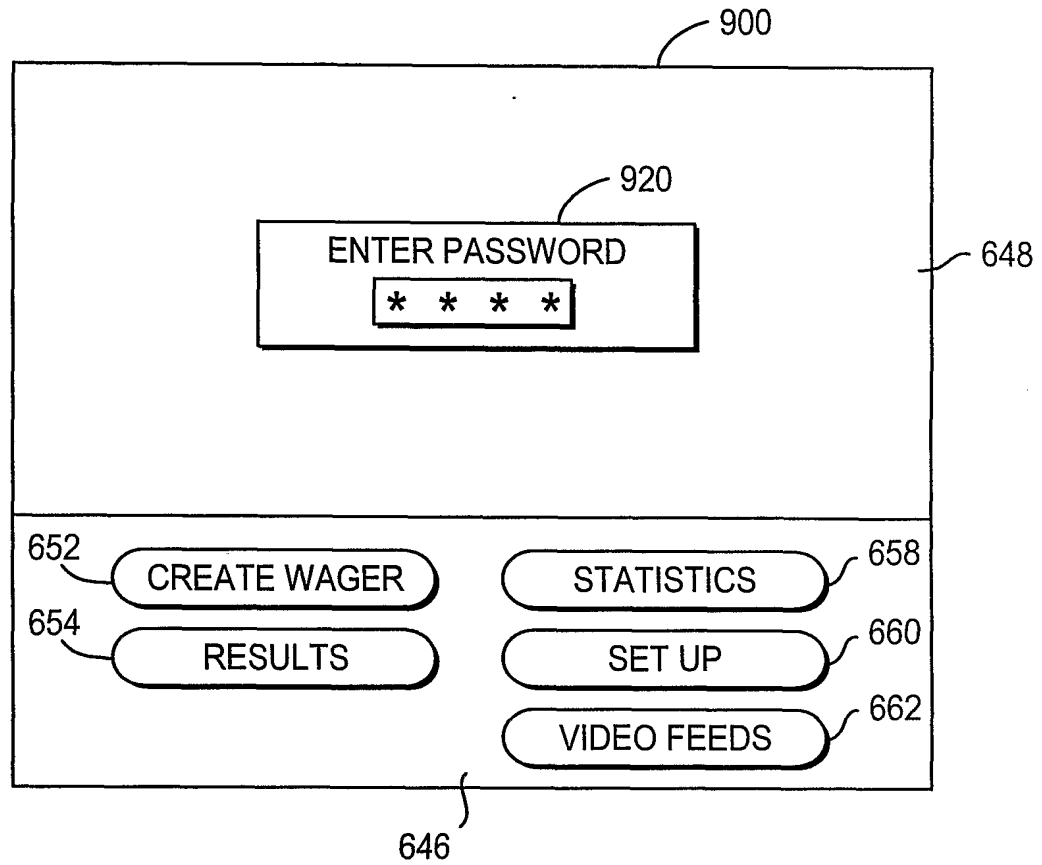 900
920
ENTER PASSWORD
* * * *
648
652
CREATE WAGER
STATISTICS
658
654
RESULTS
SET UP
660
VIDEO FEEDS
662
646